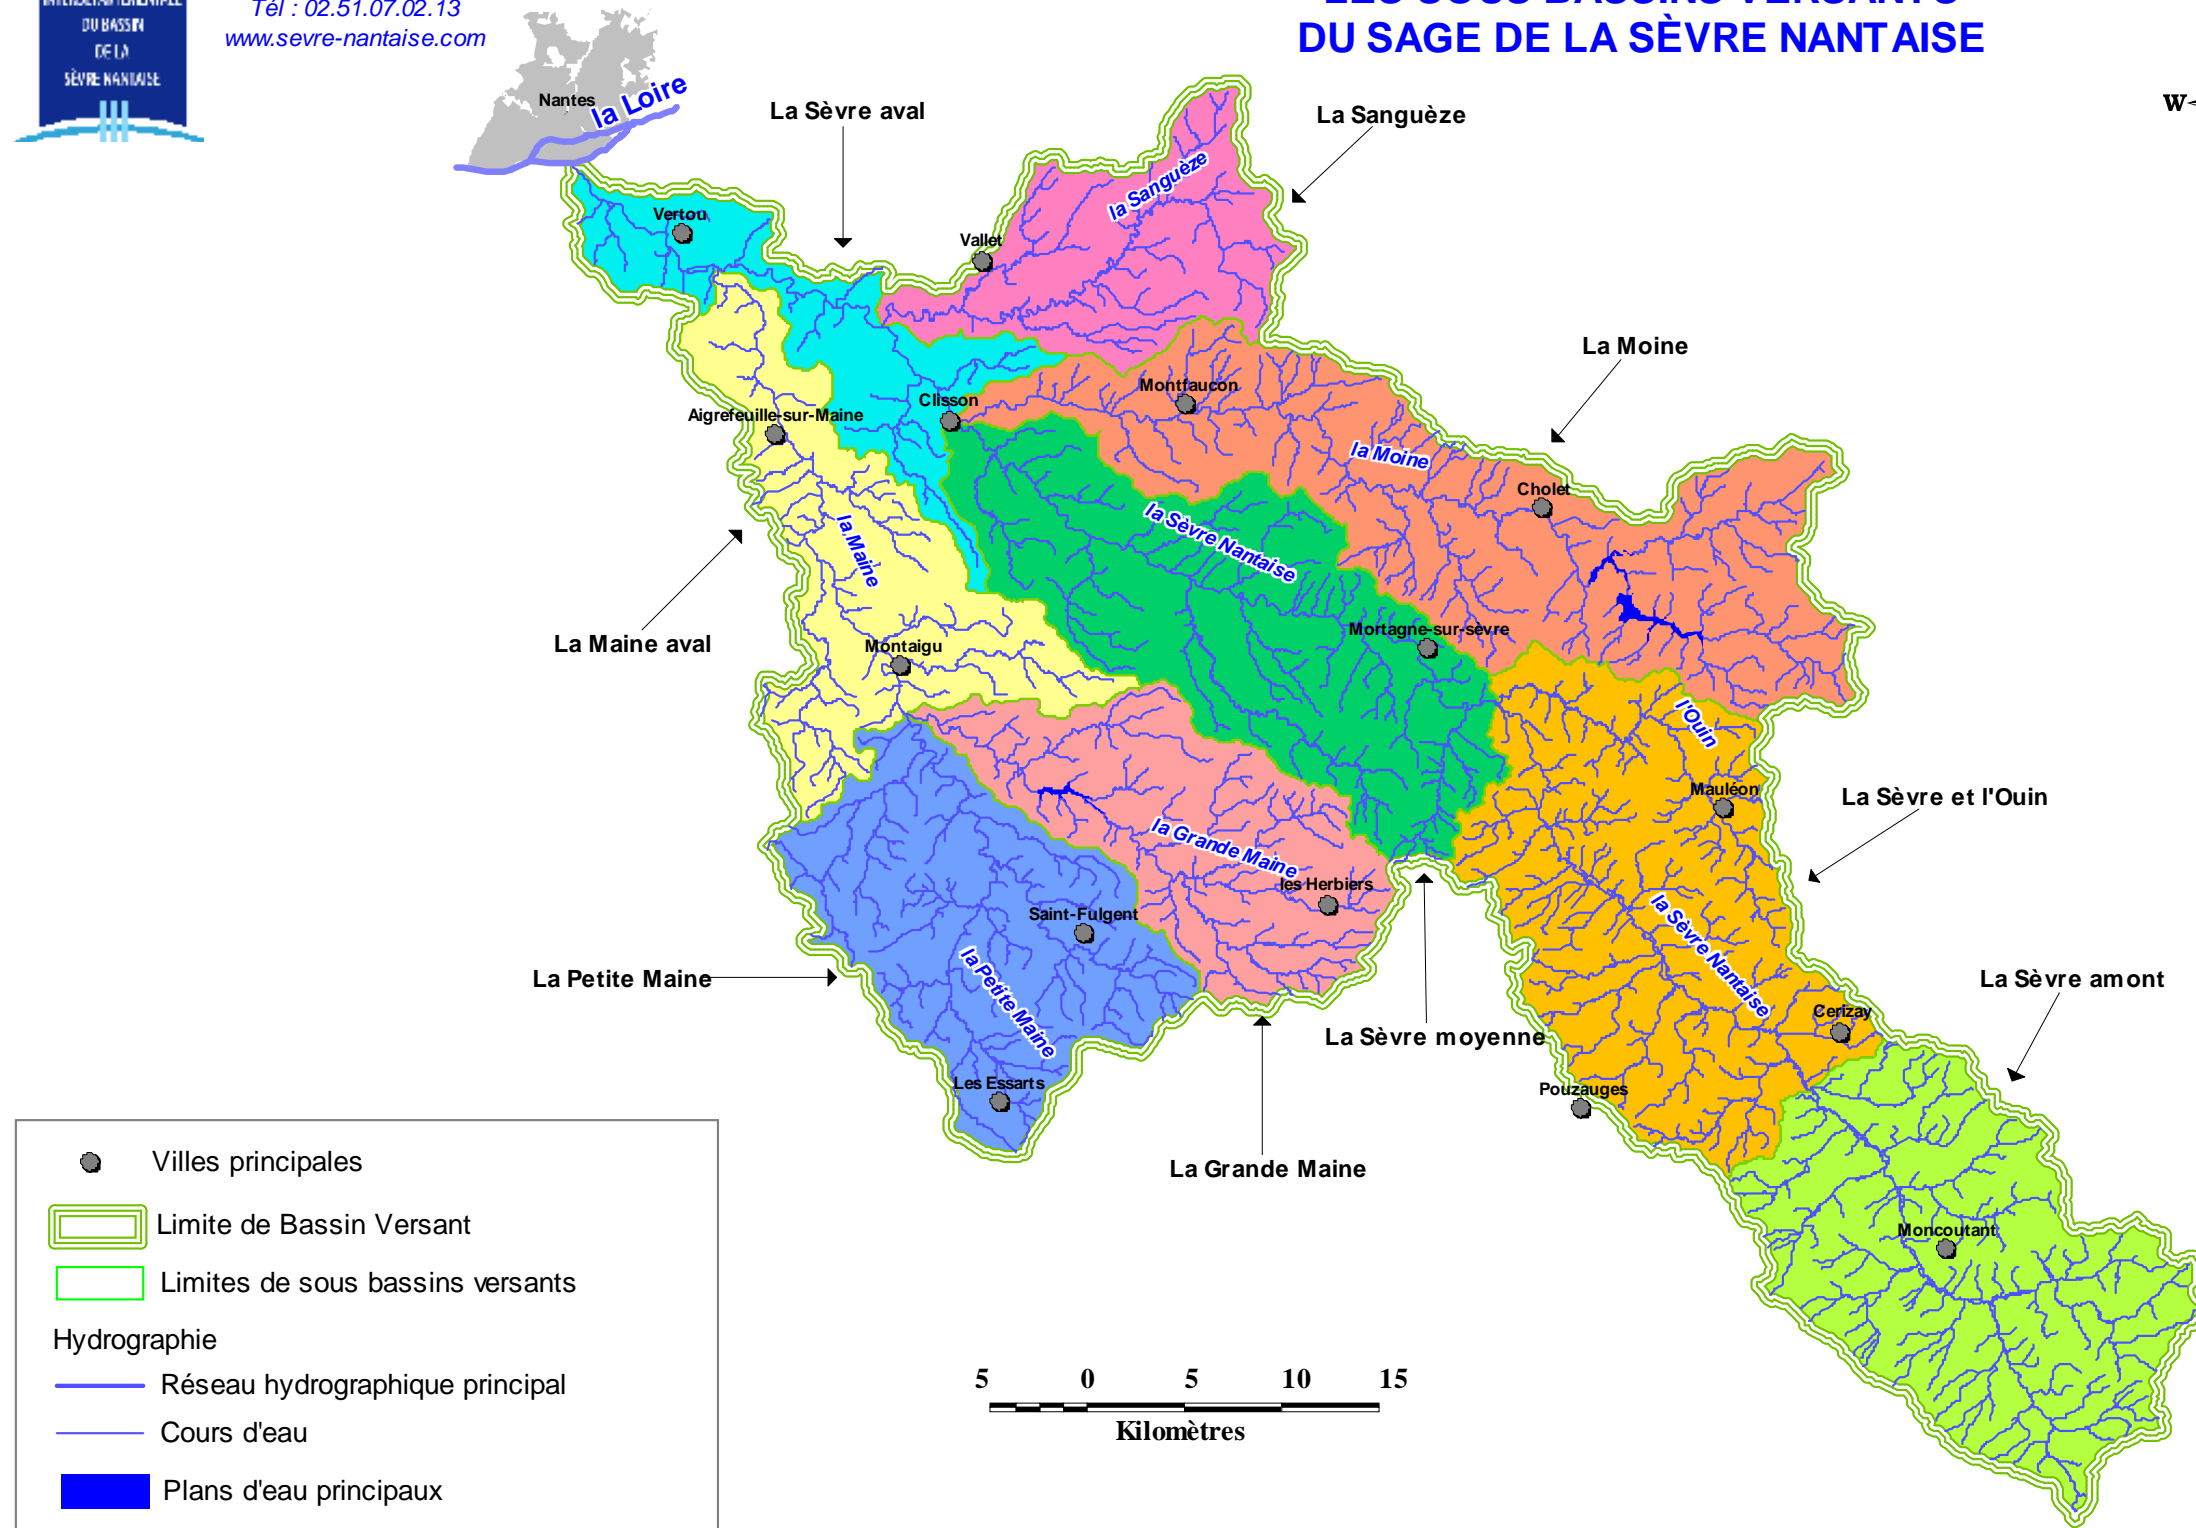 DU BASSIN
DE LA
SÈVRE NANTAISE
Tél : 02.51.07.02.13
www.sevre-nantaise.com
LES SOUS BASSINS VERSANTS
DU SAGE DE LA SÈVRE NANTAISE
W
Nantes
la Loire
La Sèvre aval
La Sanguèze
la Sanguèze
Vertou
Vallet
La Moine
Montfaucon
Clisson
Aigrefeuille-sur-Maine
la Moine
Cholet
la Sèvre Nantaise
la Maine
La Maine aval
Montaigu
Mortagne-sur-sèvre
l'Ouin
Mauléon
La Sèvre et l'Ouin
la Grande Maine
les Herbiers
Saint-Fulgent
la Sèvre Nantaise
La Petite Maine
la Petite Maine
La Sèvre amont
Cerizay
La Sèvre moyenne
Les Essarts
Pouzauges
La Grande Maine
Moncoutant
Villes principales
Limite de Bassin Versant
Limites de sous bassins versants
Hydrographie
Réseau hydrographique principal
Cours d'eau
Plans d'eau principaux
5 0 5 10 15
Kilomètres